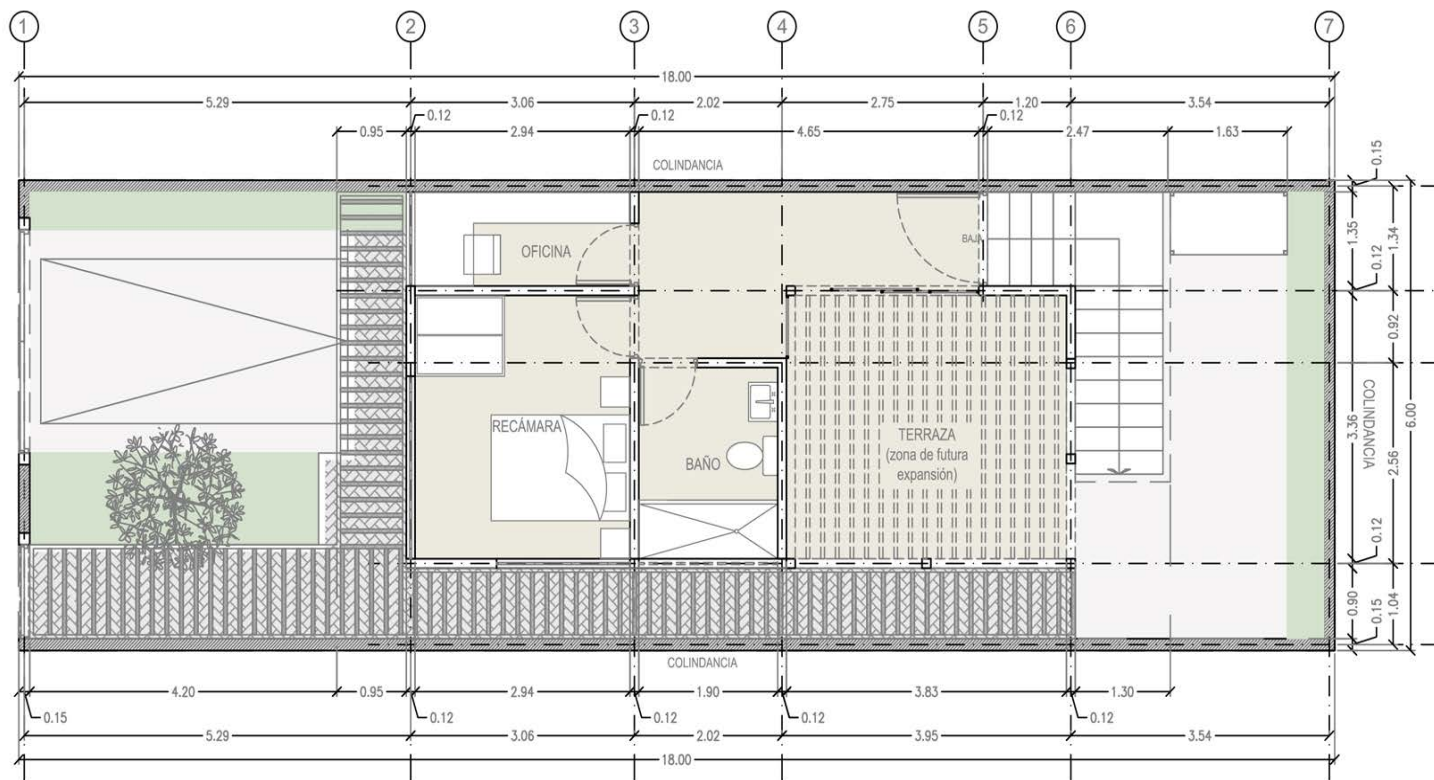 1 2 3 4 5 6 7
18.00
5.29 3.06 2.02 2.75 1.20 3.54
0.12 0.12 0.12
0.95 2.94 4.65 2.47 1.63
COLINDANCIA
0.15
1.35 1.34
0.12
0.92
OFICINA
BAJA
RECÁMARA
BAÑO
TERRAZA
(zona de futura
expansión)
3.36
COLINDANCIA
6.00
2.56
0.12
0.90
0.15
1.04
COLINDANCIA
4.20 0.95 2.94 1.90 3.83 1.30
0.15 0.12 0.12 0.12 0.12
5.29 3.06 2.02 3.95 3.54
18.00